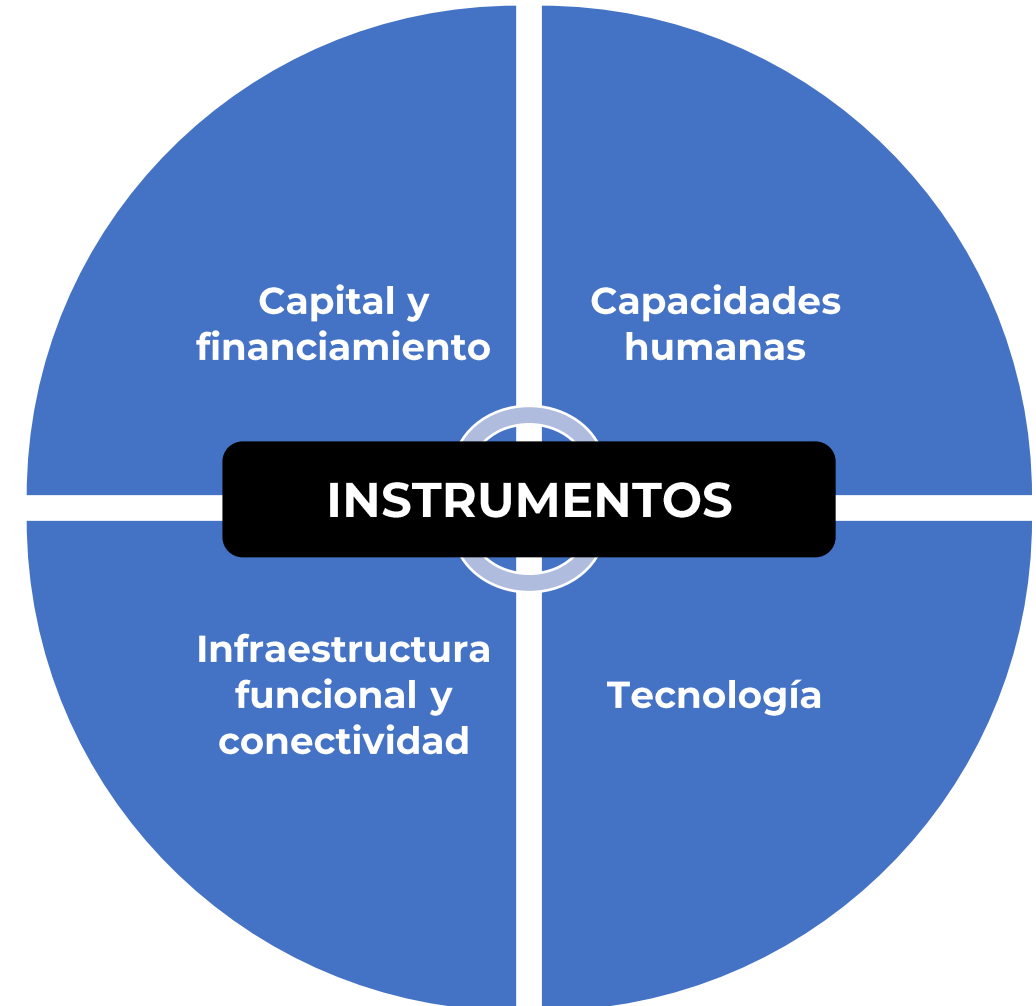 Capital y
financiamiento
Capacidades
humanas
INSTRUMENTOS
Infraestructura
funcional y
conectividad
Tecnología